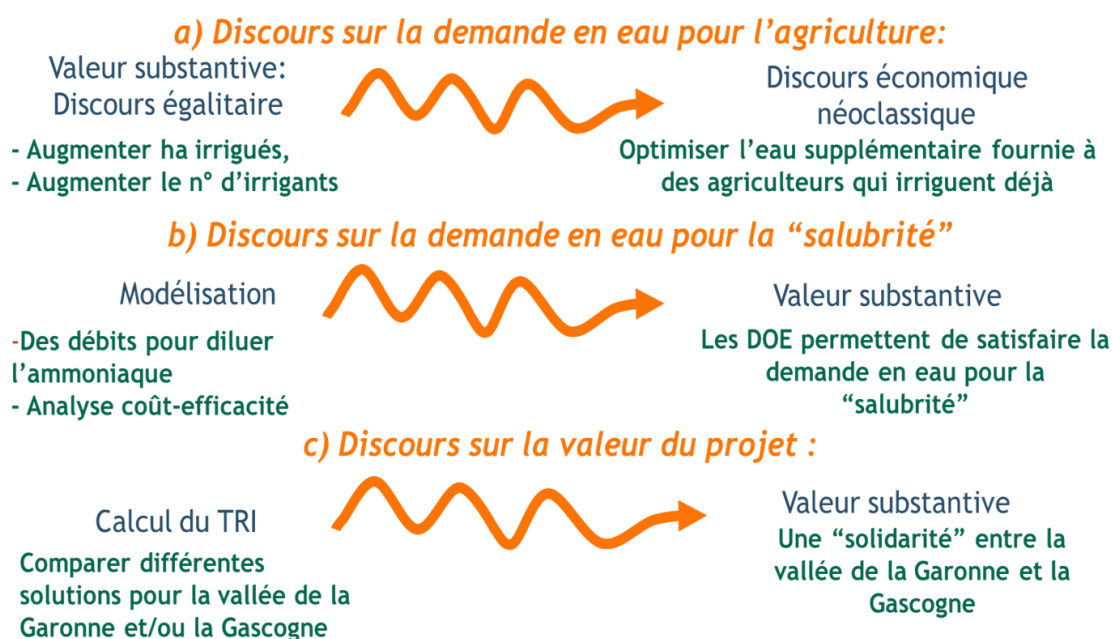 a) Discours sur la demande en eau pour l’agriculture:
Valeur substantive:
Discours égalitaire
- Augmenter ha irrigués,
- Augmenter le n° d’irrigants
Discours économique
néoclassique
Optimiser l’eau supplémentaire fournie à
des agriculteurs qui irriguent déjà
b) Discours sur la demande en eau pour la “salubrité”
Modélisation
-Des débits pour diluer
l’ammoniaque
- Analyse coût-efficacité
Valeur substantive
Les DOE permettent de satisfaire la
demande en eau pour la
“salubrité”
c) Discours sur la valeur du projet :
Calcul du TRI
Comparer différentes
solutions pour la vallée de la
Garonne et/ou la Gascogne
Valeur substantive
Une “solidarité” entre la
vallée de la Garonne et la
Gascogne